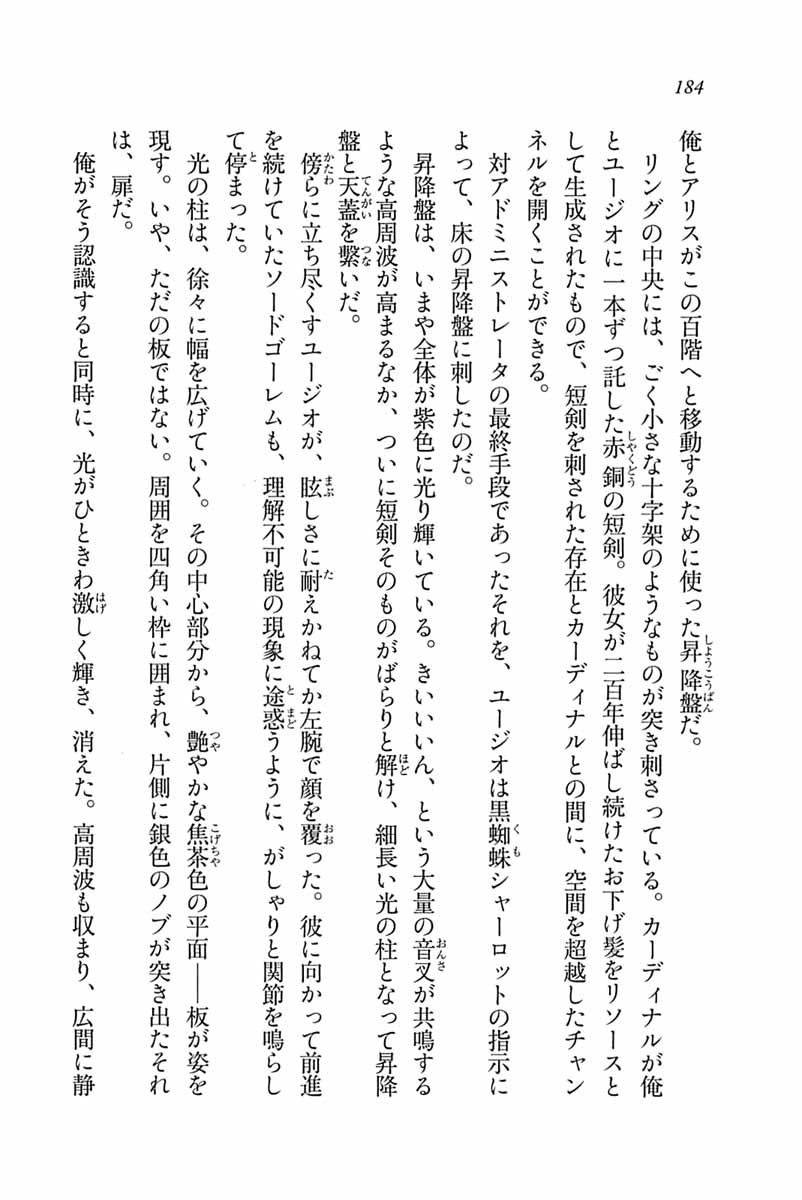 184
俺とアリスがこの百階へと移動するために使った昇降盤だ。
　リングの中央には、ごく小さな十字架のようなものが突き刺さっている。カーディナルが俺
とユージオに一本ずつ託した赤銅の短剣。彼女が二百年伸ばし続けたお下げ髪をリソースと
して生成されたもので、短剣を刺された存在とカーディナルとの間に、空間を超越したチャン
ネルを開くことができる。
　対アドミニストレータの最終手段であったそれを、ユージオは黒蜘蛛シャーロットの指示に
よって、床の昇降盤に刺したのだ。
　昇降盤は、いまや全体が紫色に光り輝いている。きいいいん、という大量の音叉が共鳴する
ような高周波が高まるなか、ついに短剣そのものがばらりと解け、細長い光の柱となって昇降
盤と天蓋を繫いだ。
　傍らに立ち尽くすユージオが、眩しさに耐えかねてか左腕で顔を覆った。彼に向かって前進
を続けていたソードゴーレムも、理解不可能の現象に途惑うように、がしゃりと関節を鳴らし
て停まった。
　光の柱は、徐々に幅を広げていく。その中心部分から、艶やかな焦茶色の平面――板が姿を
現す。いや、ただの板ではない。周囲を四角い枠に囲まれ、片側に銀色のノブが突き出たそれ
は、扉だ。
　俺がそう認識すると同時に、光がひときわ激しく輝き、消えた。高周波も収まり、広間に静